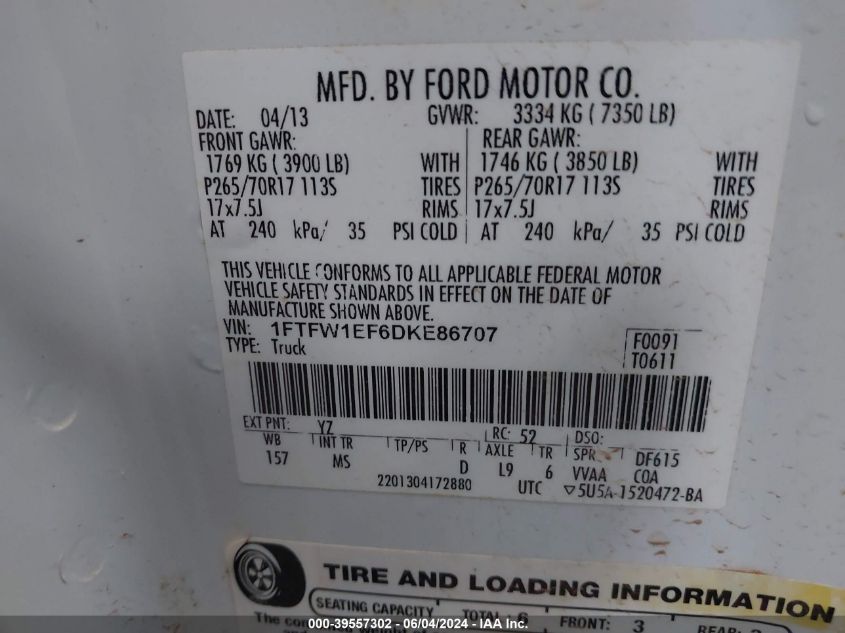 MFD. BY FORD MOTOR CO.
DATE: 04/13 GVWR: 3334 KG ( 7350 LB)
FRONT GAWR: REAR GAWR:
1769 KG ( 3900 LB) WITH 1746 KG ( 3850 LB) WITH
P265/70R17 113S TIRES P265/70R17 113S TIRES
17x7.5J RIMS 17x7.5J RIMS
AT 240 kPa/ 35 PSI COLD AT 240 kPa/ 35 PSI COLD
THIS VEHICLE CONFORMS TO ALL APPLICABLE FEDERAL MOTOR
VEHICLE SAFETY STANDARDS IN EFFECT ON THE DATE OF
MANUFACTURE SHOWN ABOVE.
VIN: 1FTFW1EF6DKE86707 F0091
TYPE: Truck T0611
EXT PNT: YZ RC: 52 DSO:
WB INT TR TP/PS R AXLE TR SPR DF615
157 MS D L9 6 VVAA COA
2201304172880 UTC ▽5U5A-1520472-BA
TIRE AND LOADING INFORMATION
SEATING CAPACITY TOTAL: 6 FRONT: 3 REAR:
The
000-39557302 - 06/04/2024 - IAA Inc.